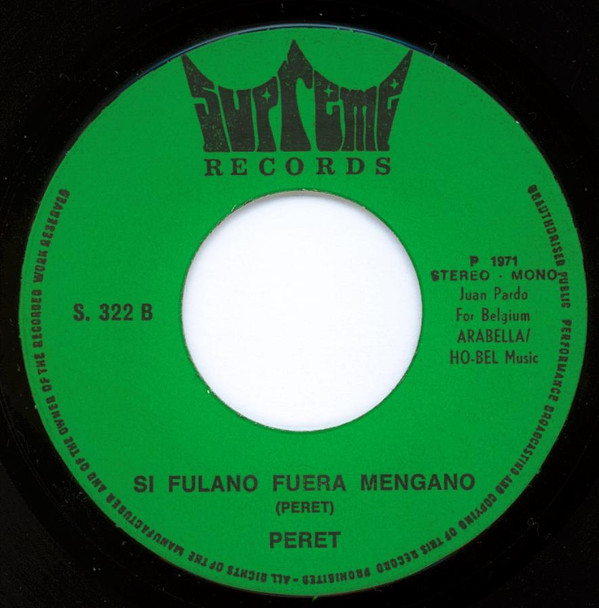 Supreme
RECORDS
P 1971
STEREO - MONO
Juan Pardo
For Belgium
ARABELLA/
HO-BEL Music
S. 322 B
SI FULANO FUERA MENGANO
(PERET)
PERET
ALL RIGHTS OF THE MANUFACTURER AND OF THE OWNER OF THE RECORDED WORK RESERVED
UNAUTHORISED PUBLIC PERFORMANCE BROADCASTING AND COPYING OF THIS RECORD PROHIBITED -